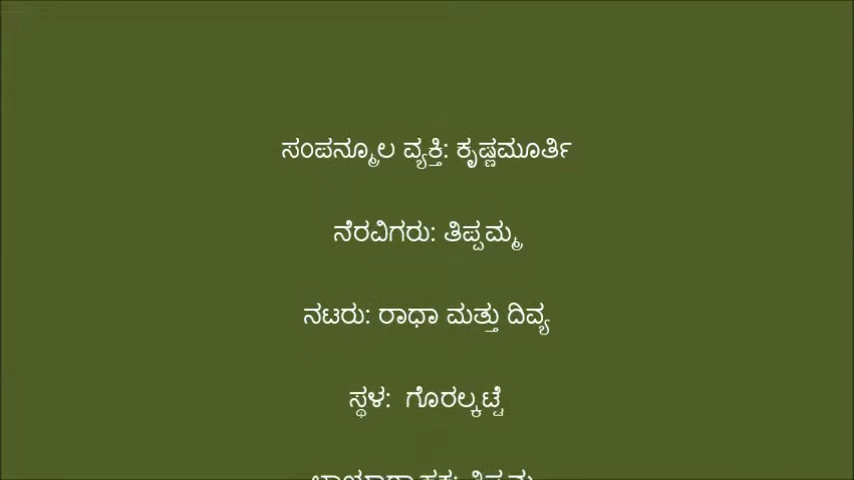 ಸಂಪನ್ಮೂಲ ವ್ಯಕ್ತಿ: ಕೃಷ್ಣಮೂರ್ತಿ
ನೆರವಿಗರು: ತಿಪ್ಪಮ್ಮ
ನಟರು: ರಾಧಾ ಮತ್ತು ದಿವ್ಯ
ಸ್ಥಳ: ಗೊರಲ್ಕಟ್ಟೆ